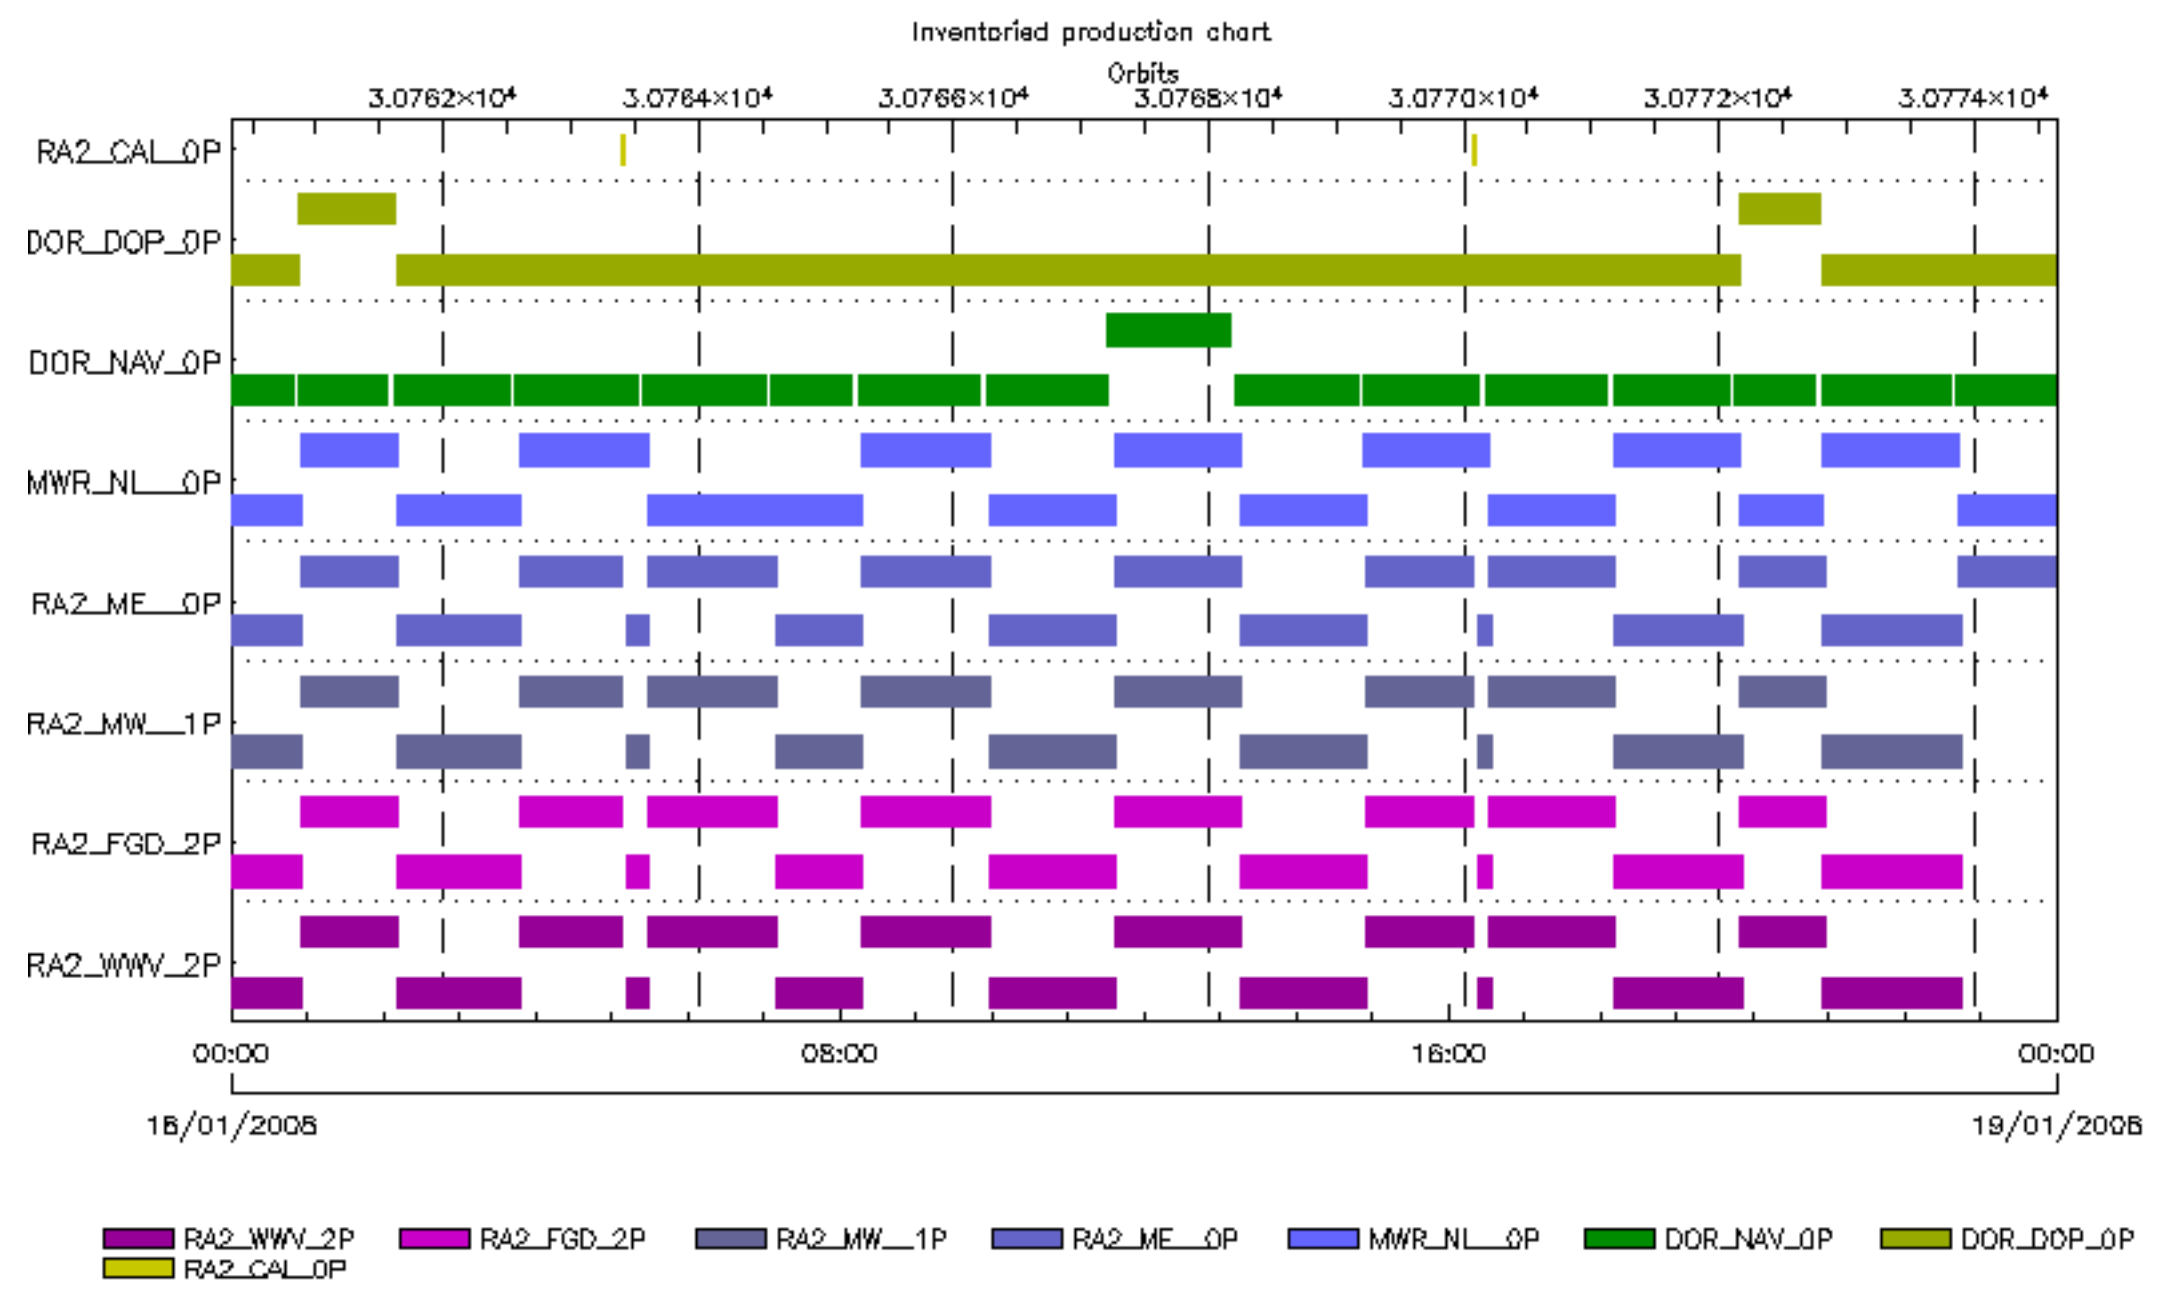 Inventoried production chart
Orbits
3.0762×10⁴ 3.0764×10⁴ 3.0766×10⁴ 3.0768×10⁴ 3.0770×10⁴ 3.0772×10⁴ 3.0774×10⁴
RA2_CAL_0P
DOR_DOP_0P
DOR_NAV_0P
MWR_NL__0P
RA2_ME__0P
RA2_MW__1P
RA2_FGD_2P
RA2_WWV_2P
00:00 08:00 16:00 00:00
18/01/2008 19/01/2008
RA2_WWV_2P RA2_FGD_2P RA2_MW__1P RA2_ME__0P MWR_NL__0P DOR_NAV_0P DOR_DOP_0P
RA2_CAL_0P